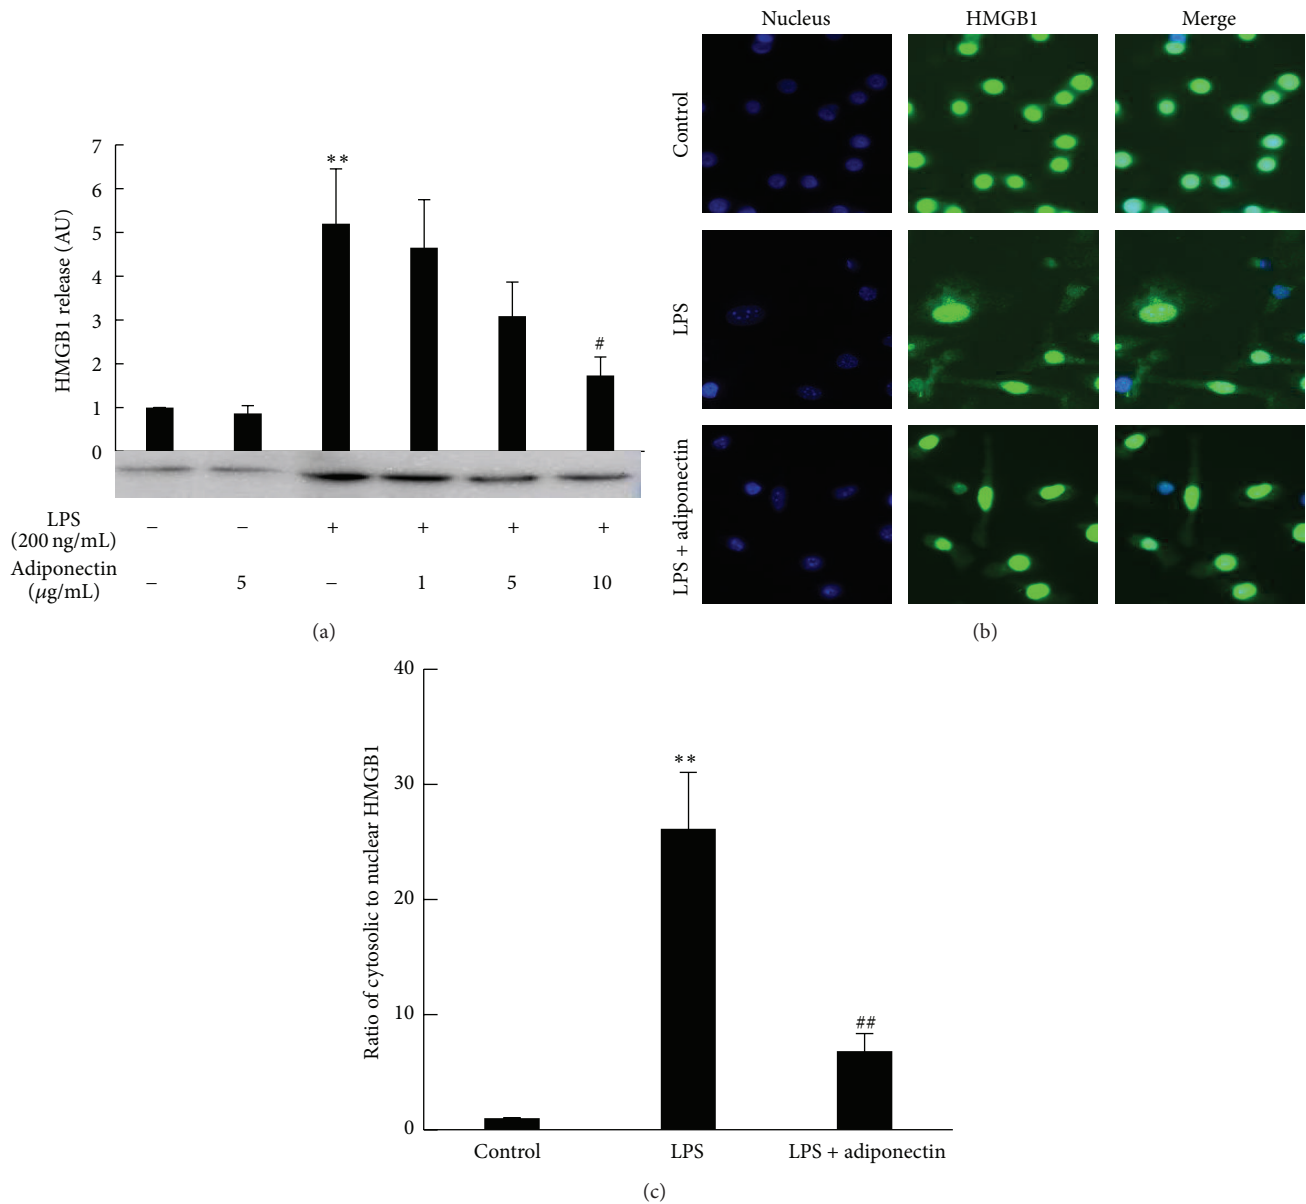 Nucleus HMGB1 Merge
Control
LPS
LPS + adiponectin
HMGB1 release (AU)
7
6
5
4
3
2
1
0
**
#
LPS
(200 ng/mL)
− − + + + +
Adiponectin
(μg/mL)
− 5 − 1 5 10
(a)
(b)
Ratio of cytosolic to nuclear HMGB1
40
30
20
10
0
**
##
Control LPS LPS + adiponectin
(c)